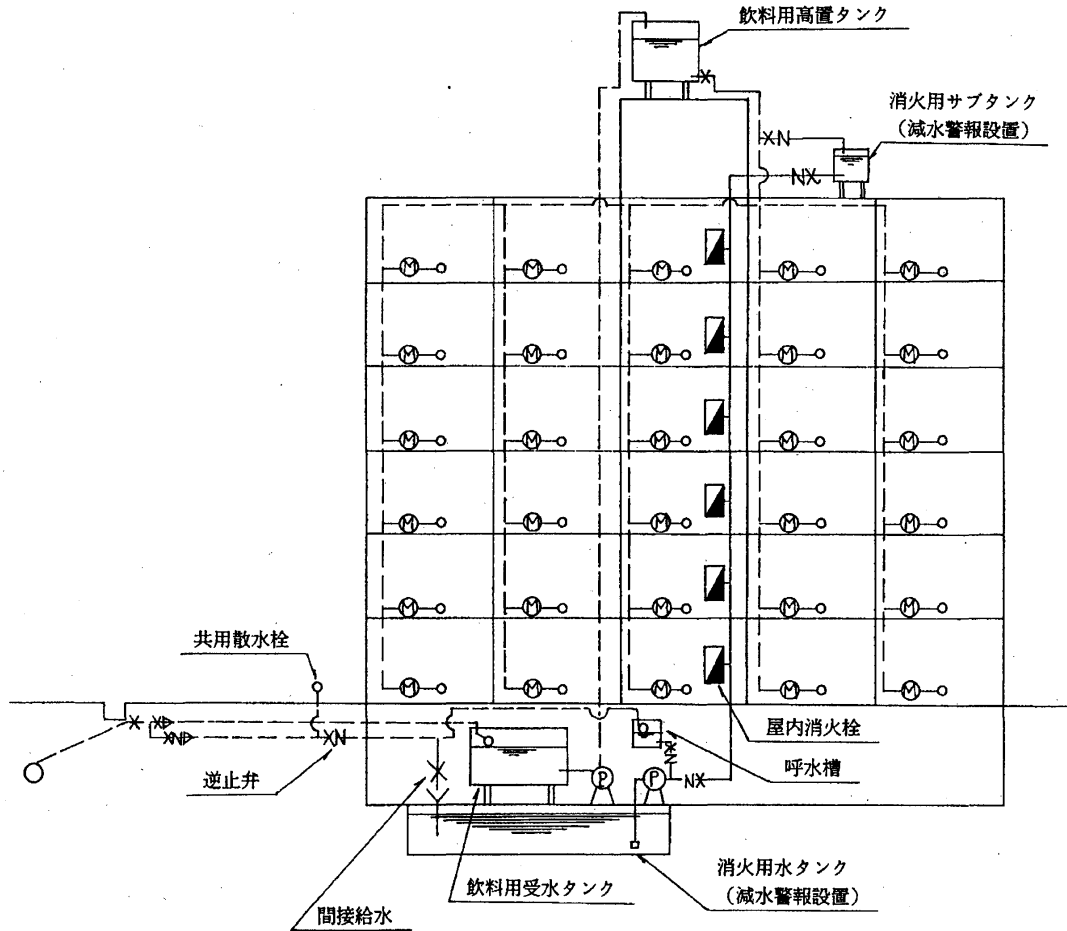 飲料用高置タンク
消火用サブタンク
（減水警報設置）
M M M M M
M M M M M
M M M M M
M M M M M
M M M M M
M M M M M
共用散水栓
屋内消火栓
呼水槽
逆止弁
P P
消火用水タンク
（減水警報設置）
飲料用受水タンク
間接給水